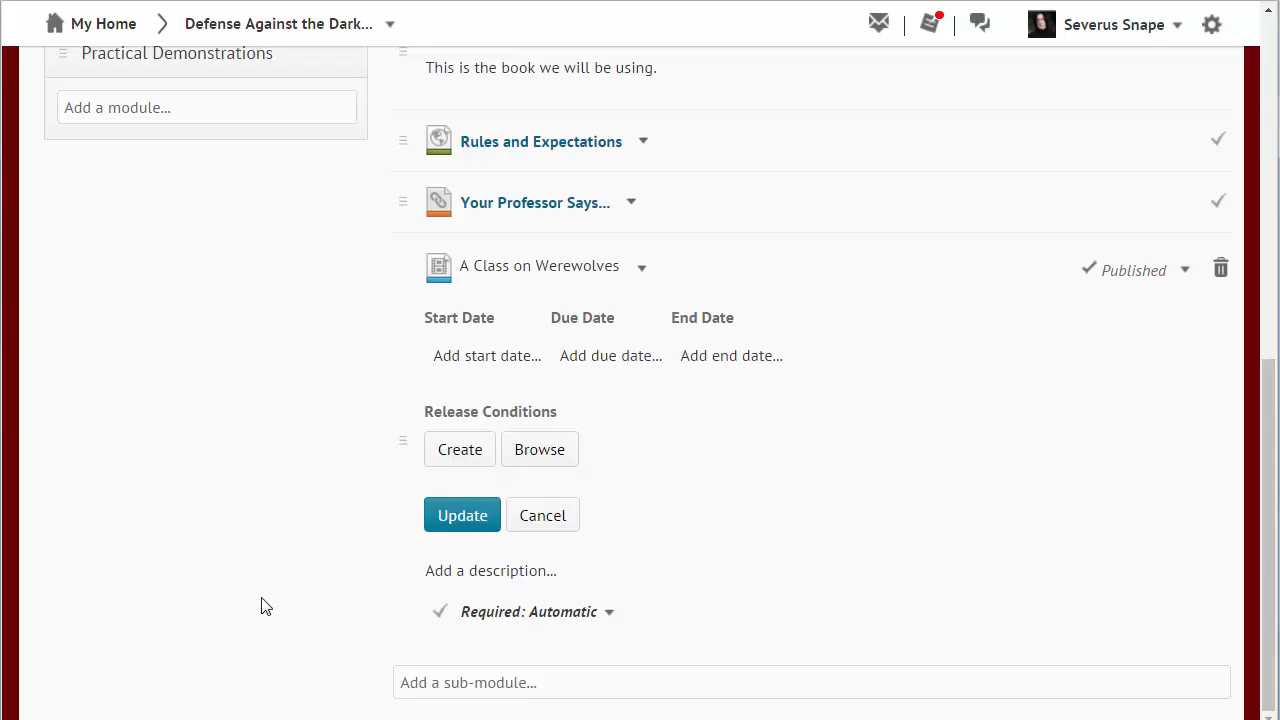 My Home
Defense Against the Dark...
Severus Snape
Practical Demonstrations
Add a module...
This is the book we will be using.
Rules and Expectations
Your Professor Says...
A Class on Werewolves
Published
Start Date Due Date End Date
Add start date... Add due date... Add end date...
Release Conditions
Create Browse
Update Cancel
Add a description...
Required: Automatic
Add a sub-module...